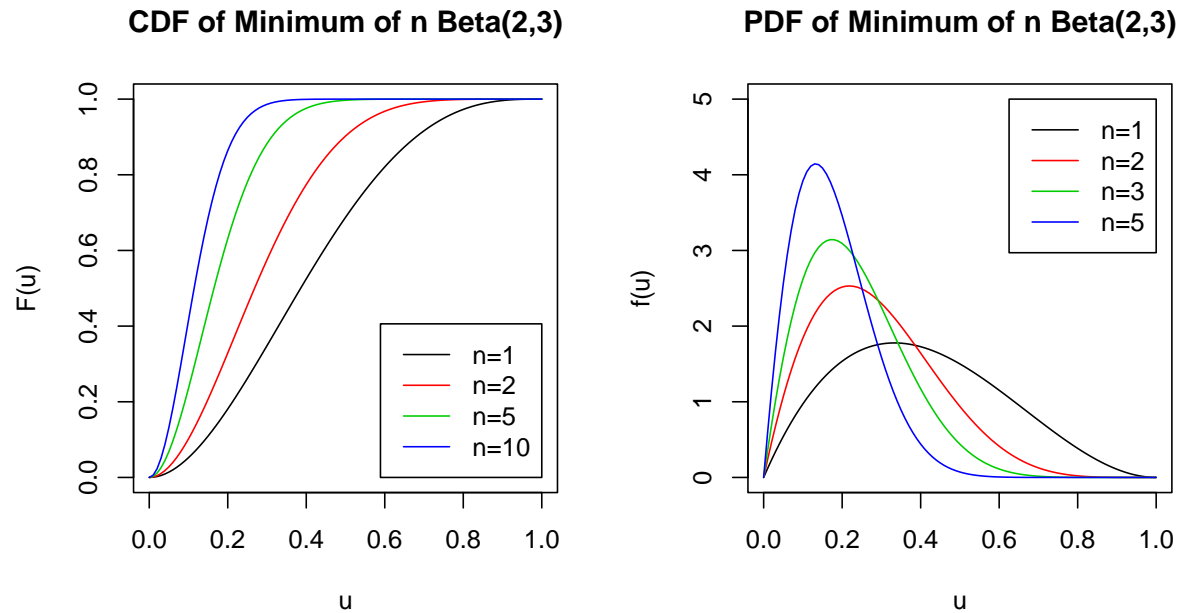 CDF of Minimum of n Beta(2,3)
F(u)
0.0 0.2 0.4 0.6 0.8 1.0
n=1
n=2
n=5
n=10
0.0 0.2 0.4 0.6 0.8 1.0
u
PDF of Minimum of n Beta(2,3)
f(u)
0 1 2 3 4 5
n=1
n=2
n=3
n=5
0.0 0.2 0.4 0.6 0.8 1.0
u